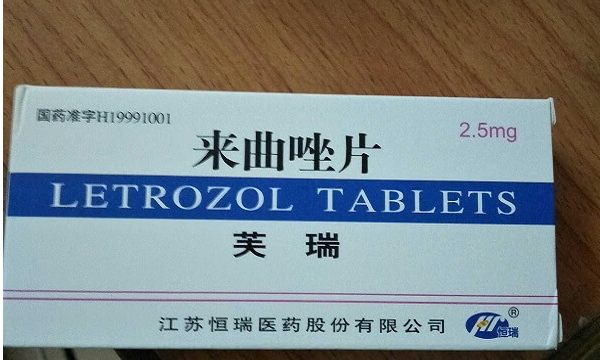 国药准字H19991001
2.5mg
来曲唑片
LETROZOL TABLETS
芙瑞
江苏恒瑞医药股份有限公司
恒瑞®